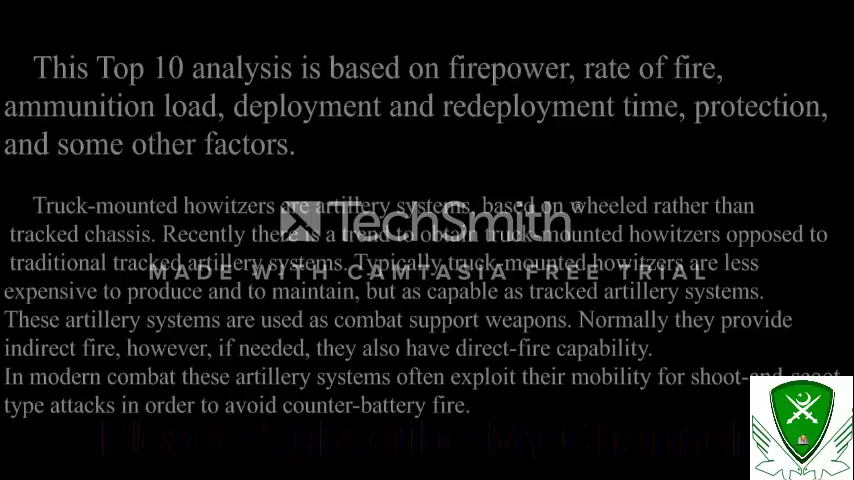 This Top 10 analysis is based on firepower, rate of fire,
ammunition load, deployment and redeployment time, protection,
and some other factors.
Truck-mounted howitzers are artillery systems, based on wheeled rather than
tracked chassis. Recently there is a trend to obtain truck-mounted howitzers opposed to
traditional tracked artillery systems. Typically truck-mounted howitzers are less
expensive to produce and to maintain, but as capable as tracked artillery systems.
These artillery systems are used as combat support weapons. Normally they provide
indirect fire, however, if needed, they also have direct-fire capability.
In modern combat these artillery systems often exploit their mobility for shoot-and-scoot
type attacks in order to avoid counter-battery fire.
TechSmith®
MADE WITH CAMTASIA FREE TRIAL